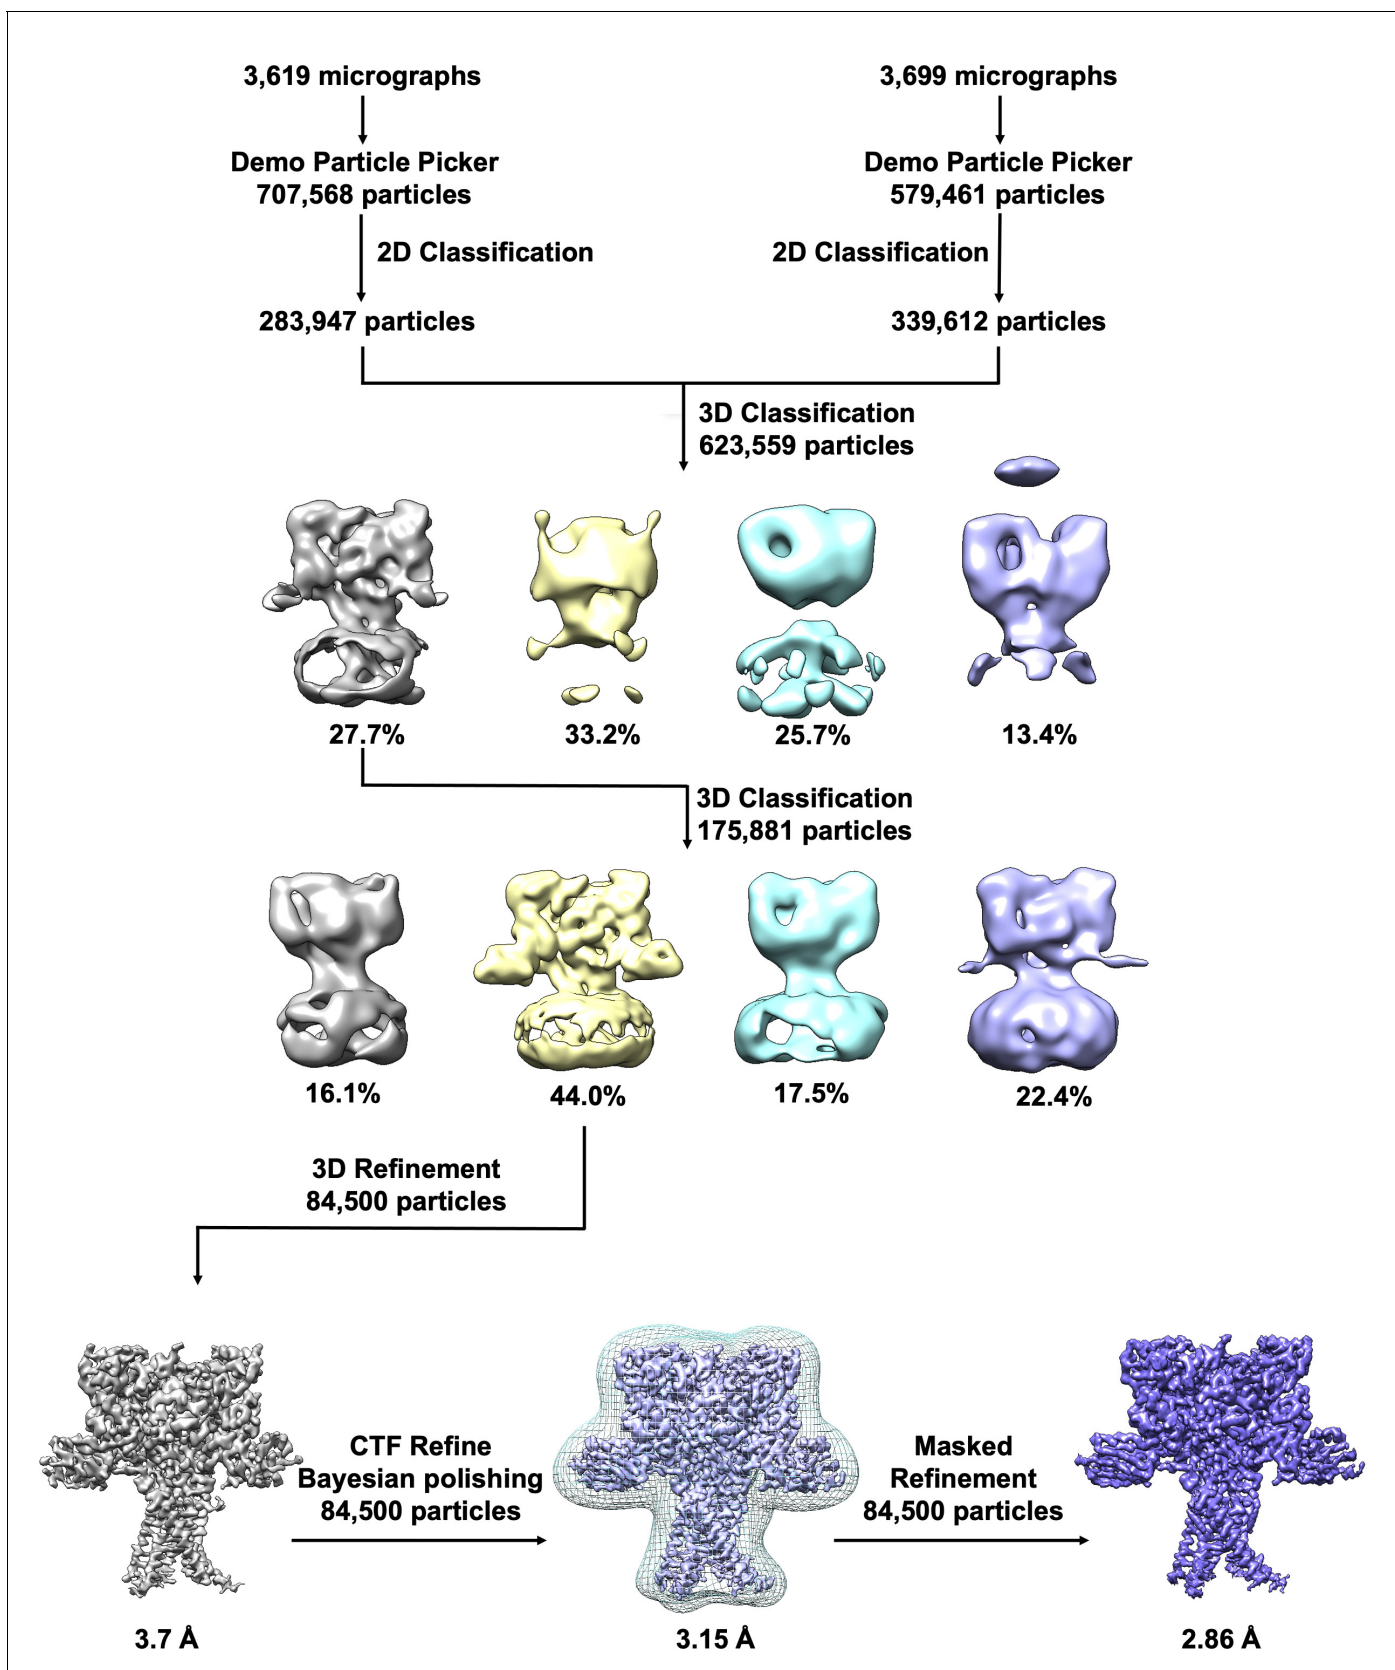 3,619 micrographs
3,699 micrographs
Demo Particle Picker
707,568 particles
Demo Particle Picker
579,461 particles
2D Classification
2D Classification
283,947 particles
339,612 particles
3D Classification
623,559 particles
27.7%
33.2%
25.7%
13.4%
3D Classification
175,881 particles
16.1%
44.0%
17.5%
22.4%
3D Refinement
84,500 particles
CTF Refine
Bayesian polishing
84,500 particles
Masked
Refinement
84,500 particles
3.7 Å
3.15 Å
2.86 Å